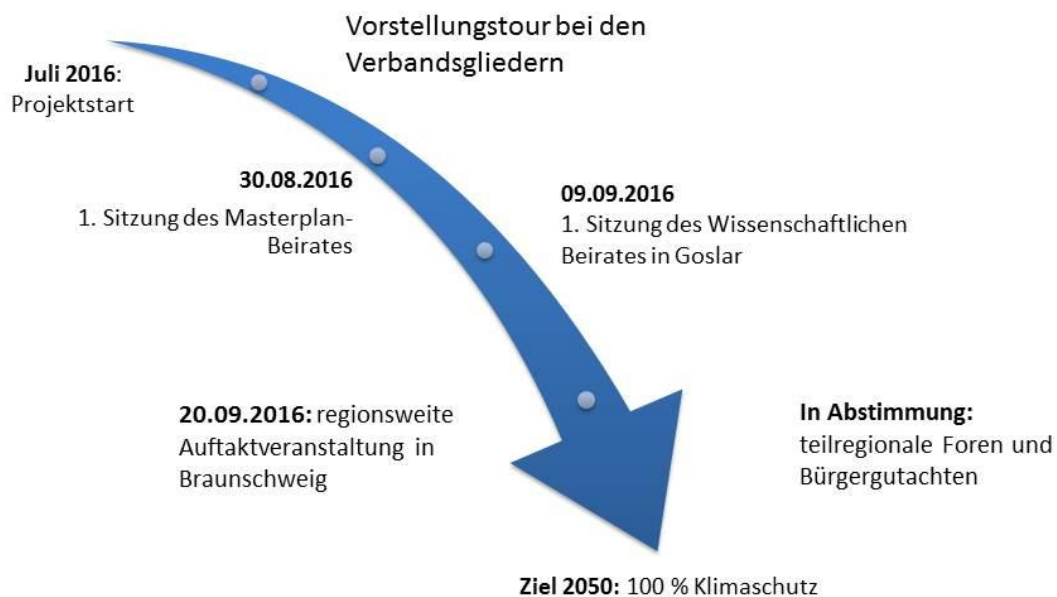 Vorstellungstour bei den
Verbandsgliedern
Juli 2016:
Projektstart
30.08.2016
1. Sitzung des Masterplan-
Beirates
09.09.2016
1. Sitzung des Wissenschaftlichen
Beirates in Goslar
20.09.2016: regionsweite
Auftaktveranstaltung in
Braunschweig
In Abstimmung:
teilregionale Foren und
Bürgergutachten
Ziel 2050: 100 % Klimaschutz